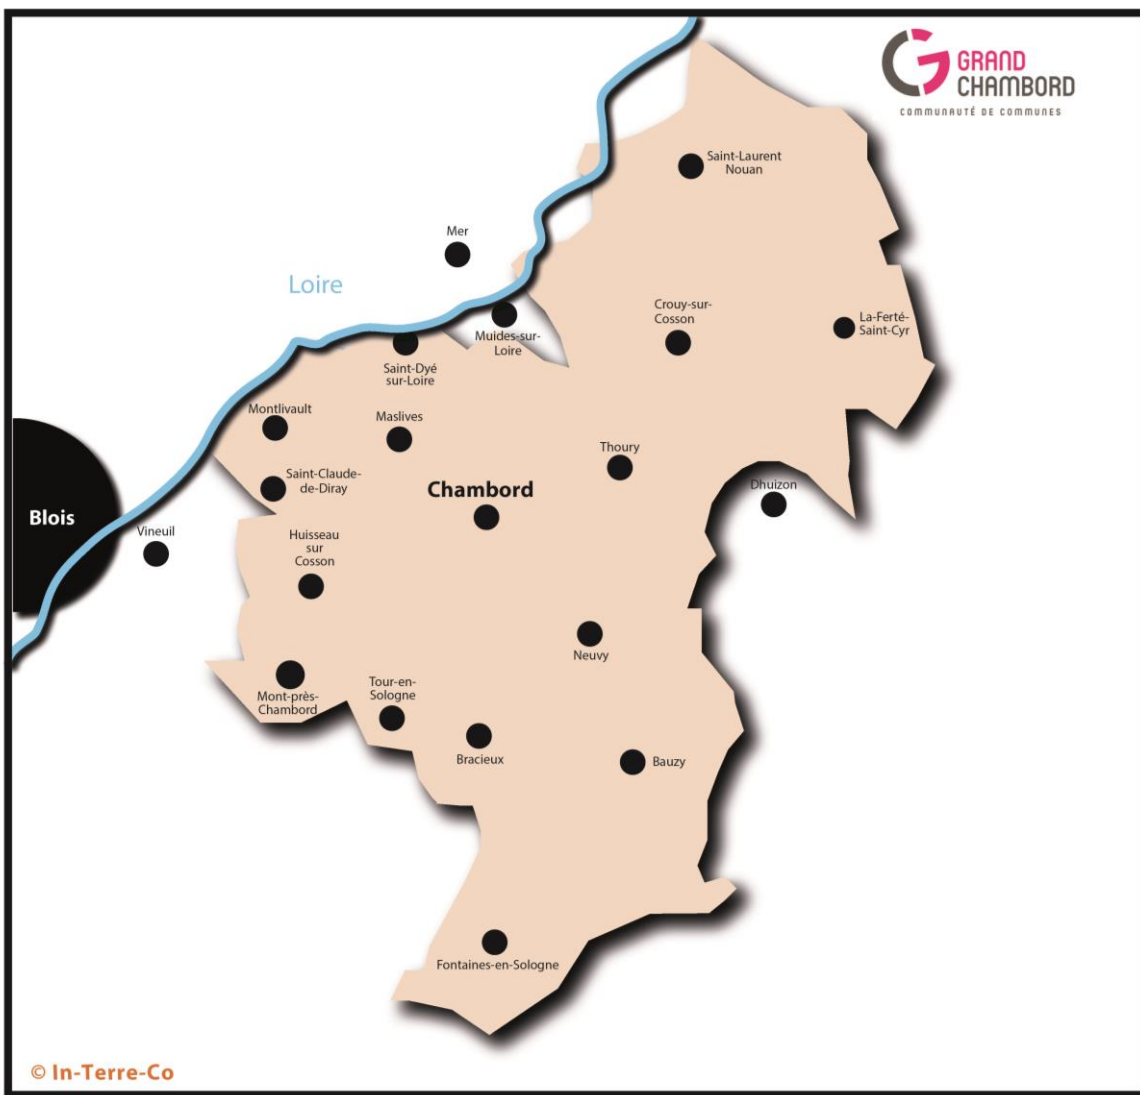 GRAND
CHAMBORD
COMMUNAUTÉ DE COMMUNES
Saint-Laurent
Nouan
Mer
Loire
Crouy-sur-
Cosson
La-Ferté-
Saint-Cyr
Muides-sur-
Loire
Saint-Dyé
sur-Loire
Montlivault
Maslives
Thoury
Saint-Claude-
de-Diray
Chambord
Dhuizon
Blois
Vineuil
Huisseau
sur
Cosson
Neuvy
Mont-près-
Chambord
Tour-en-
Sologne
Bracieux
Bauzy
Fontaines-en-Sologne
© In-Terre-Co